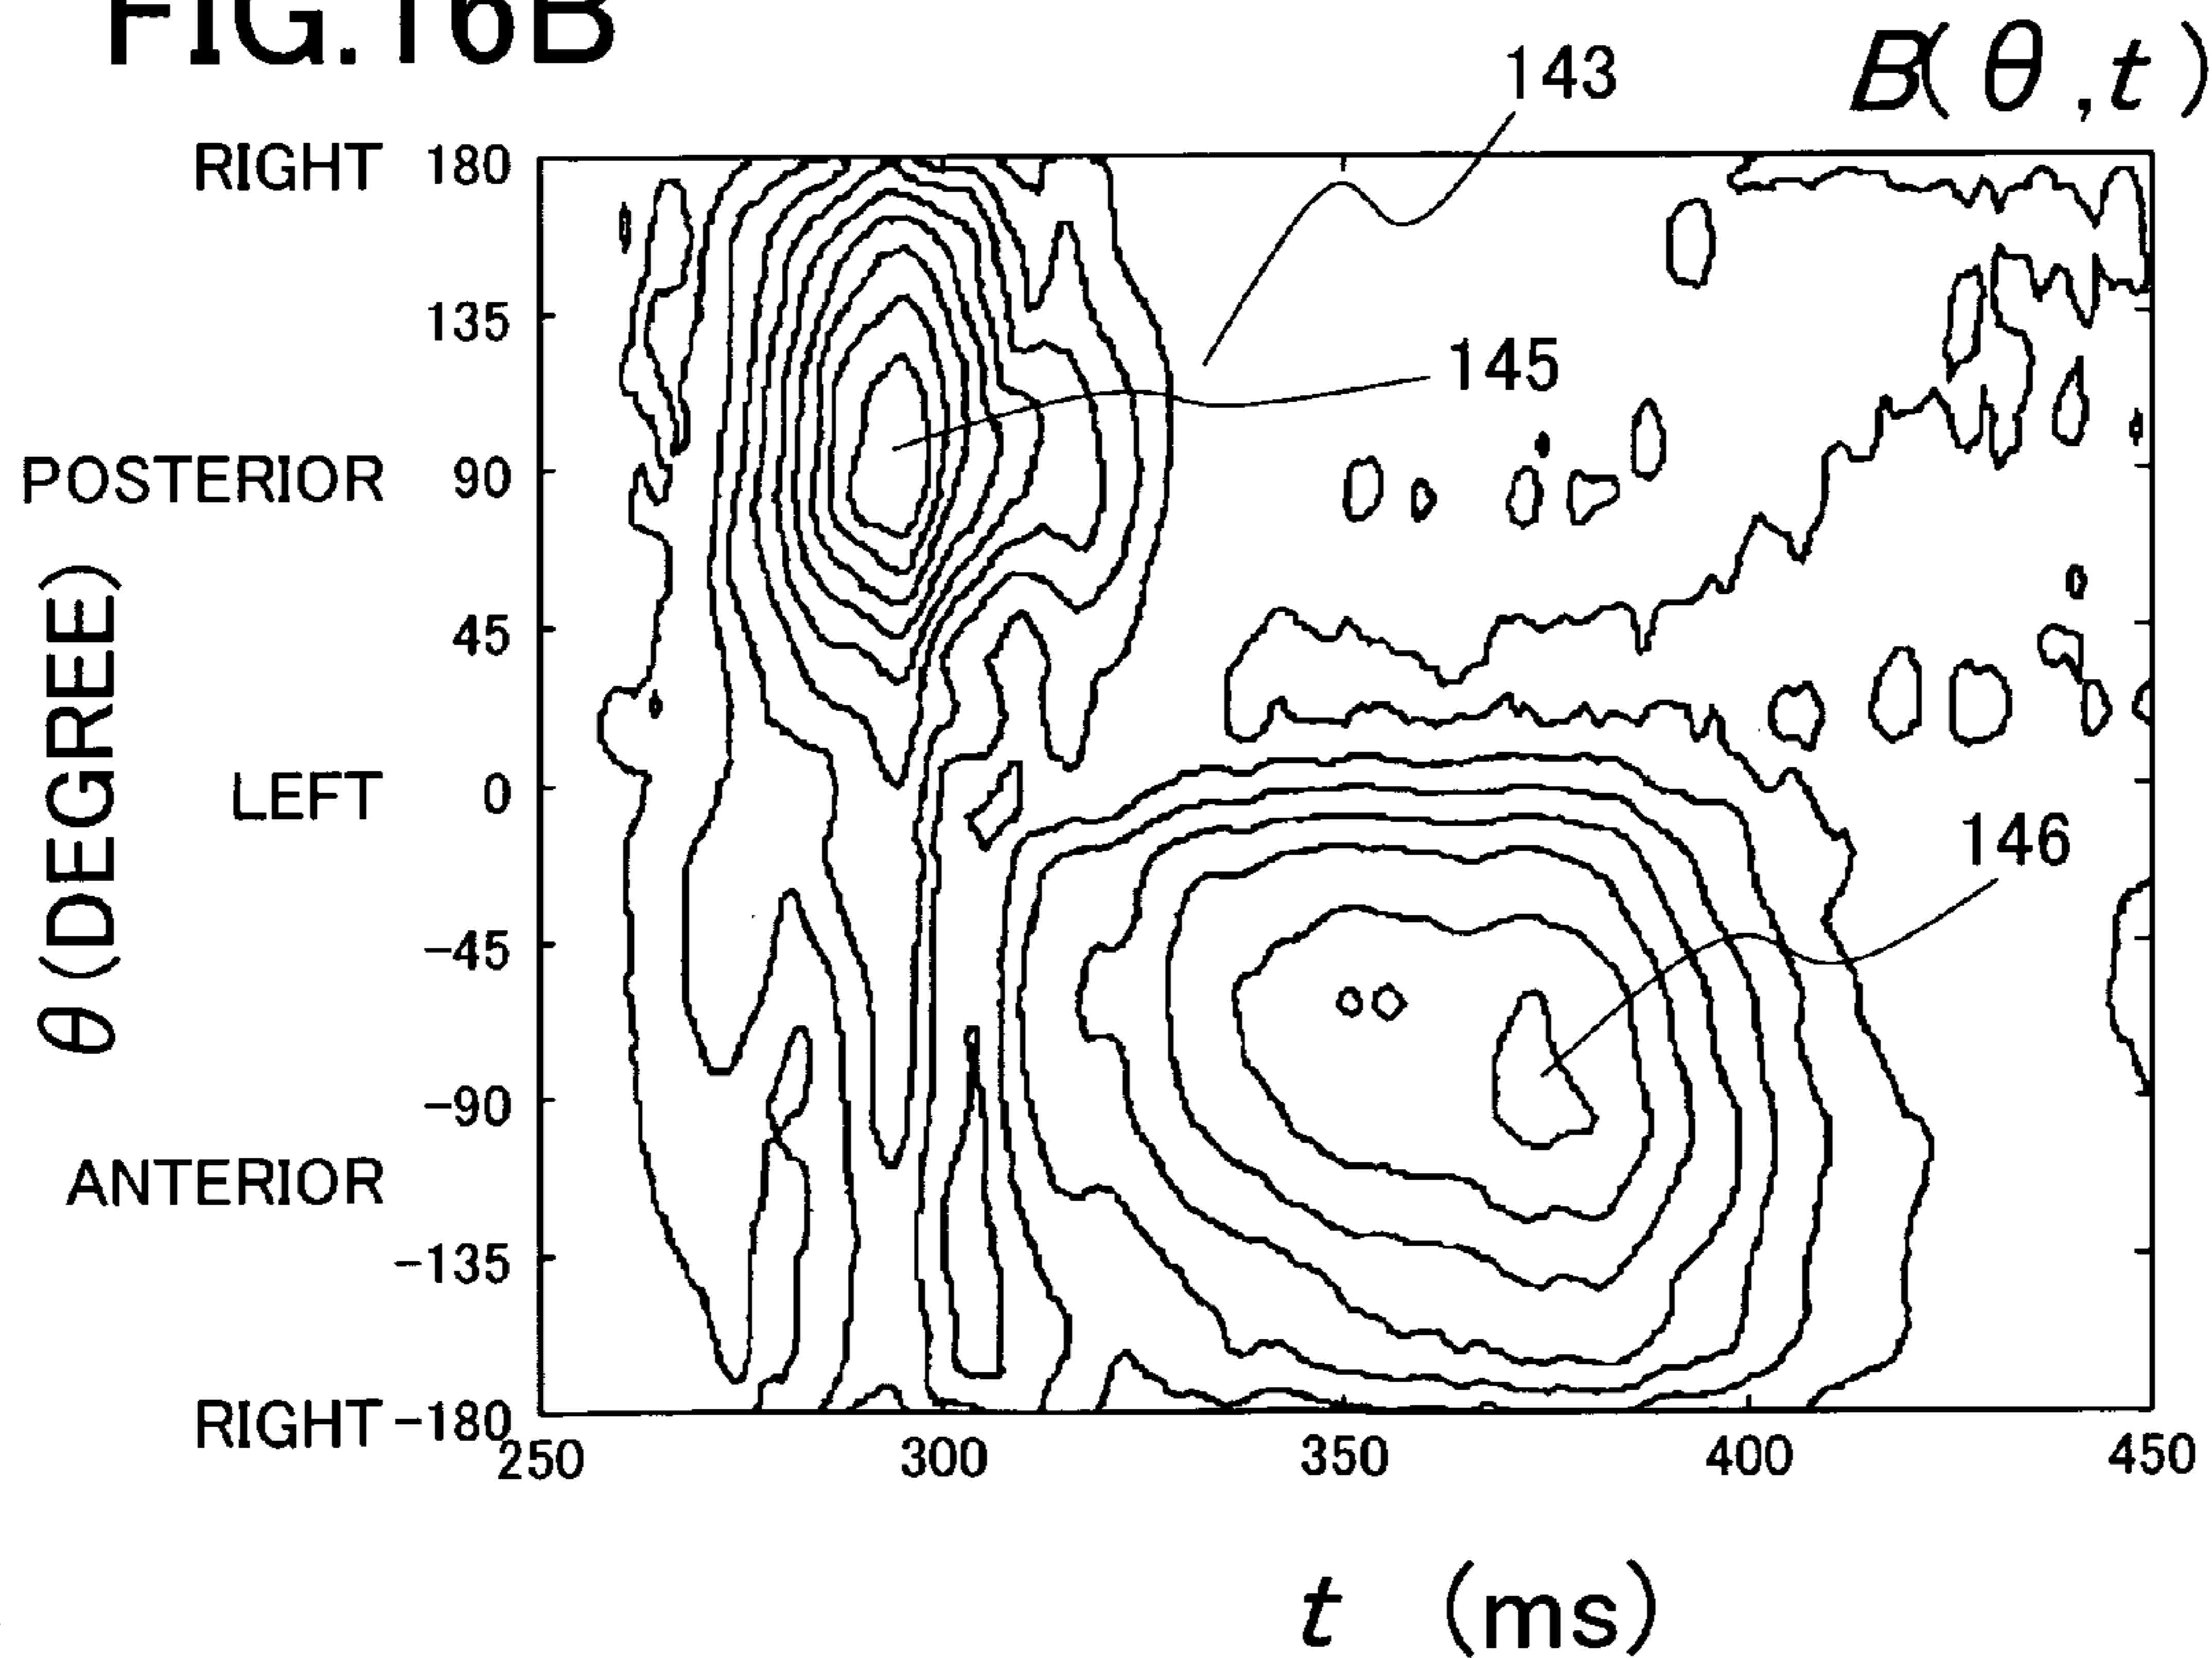 FIG.16B
143
B(θ,t)
RIGHT 180
135
145
POSTERIOR 90
45
θ (DEGREE)
LEFT 0
146
-45
-90
ANTERIOR
-135
RIGHT -180
250 300 350 400 450
t (ms)